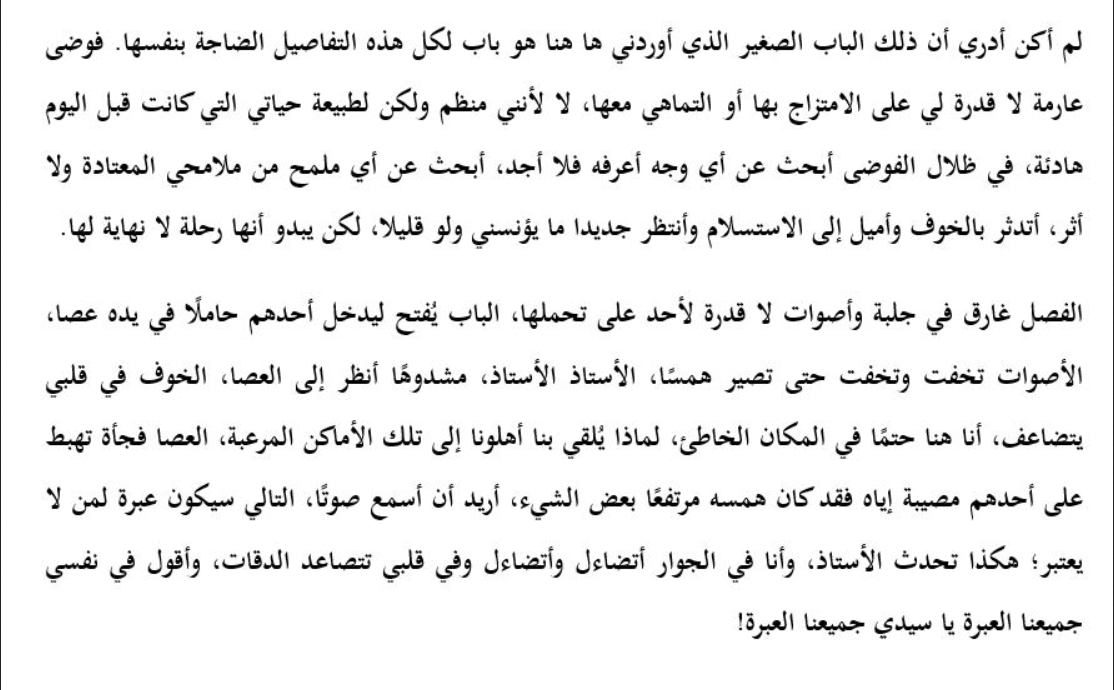 لم أكن أدري أن ذلك الباب الصغير الذي أوردني ها هنا هو باب لكل هذه التفاصيل الضاجة بنفسها. فوضى
عارمة لا قدرة لي على الامتزاج بها أو التماهي معها، لا لأنني منظم ولكن لطبيعة حياتي التي كانت قبل اليوم
هادئة، في ظلال الفوضى أبحث عن أي وجه أعرفه فلا أجد، أبحث عن أي ملمح من ملامحي المعتادة ولا
أثر، أتدثر بالخوف وأميل إلى الاستسلام وأنتظر جديدا ما يؤنسني ولو قليلا، لكن يبدو أنها رحلة لا نهاية لها.
الفصل غارق في جلبة وأصوات لا قدرة لأحد على تحملها، الباب يُفتح ليدخل أحدهم حاملًا في يده عصا،
الأصوات تخفت وتخفت حتى تصير همسًا، الأستاذ الأستاذ، مشدوهًا أنظر إلى العصا، الخوف في قلبي
يتضاعف، أنا هنا حتمًا في المكان الخاطئ، لماذا يُلقي بنا أهلونا إلى تلك الأماكن المرعبة، العصا فجأة تهبط
على أحدهم مصيبة إياه فقد كان همسه مرتفعًا بعض الشيء، أريد أن أسمع صوتًا، التالي سيكون عبرة لمن لا
يعتبر؛ هكذا تحدث الأستاذ، وأنا في الجوار أتضاءل وأتضاءل وفي قلبي تتصاعد الدقات، وأقول في نفسي
جميعنا العبرة يا سيدي جميعنا العبرة!